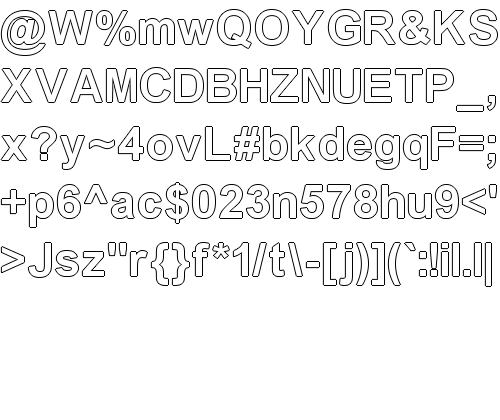 @W%mwQOYGR&KS
XVAMCDBHZNUETP_,
x?y~4ovL#bkdegqF=;
+p6^ac$023n578hu9<'
>Jsz"r{}f*1/t\-[j)](`:!il.I|